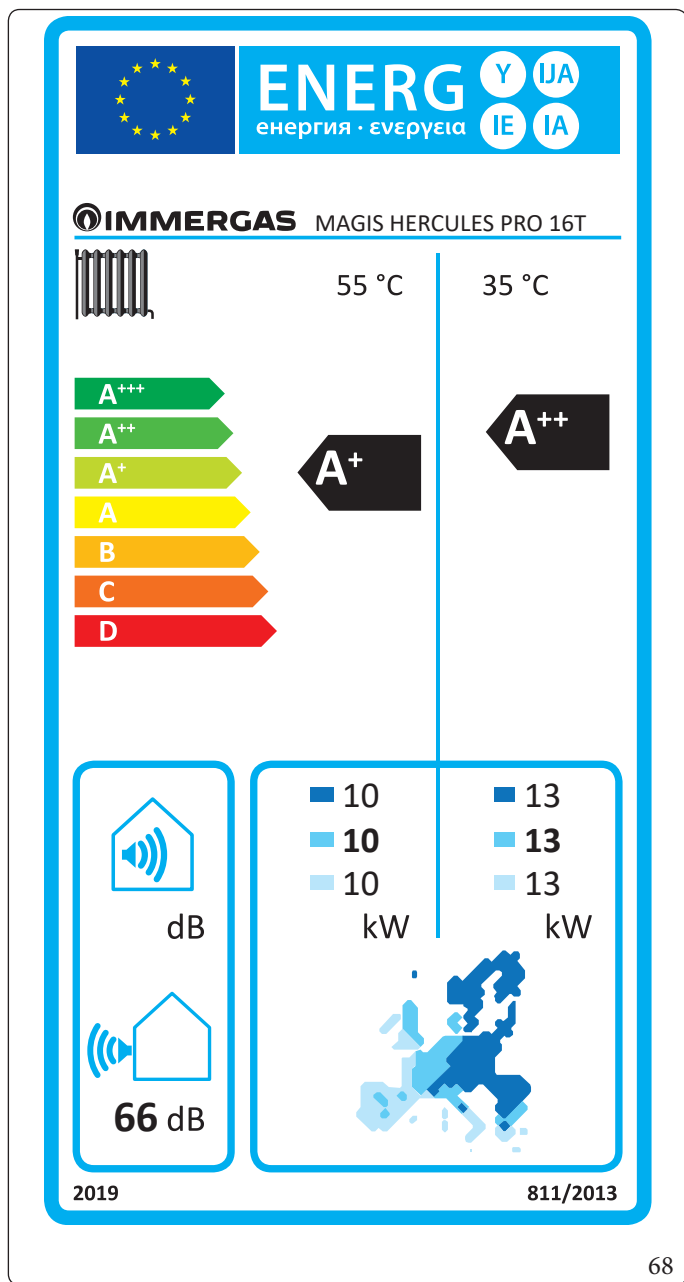 ENERG Y IJA
енергия · ενεργεια IE IA
IMMERGAS MAGIS HERCULES PRO 16T
55 °C 35 °C
A+++
A++
A+
A
B
C
D
A+
A++
dB
66 dB
10 13
10 13
10 13
kW kW
2019 811/2013
68